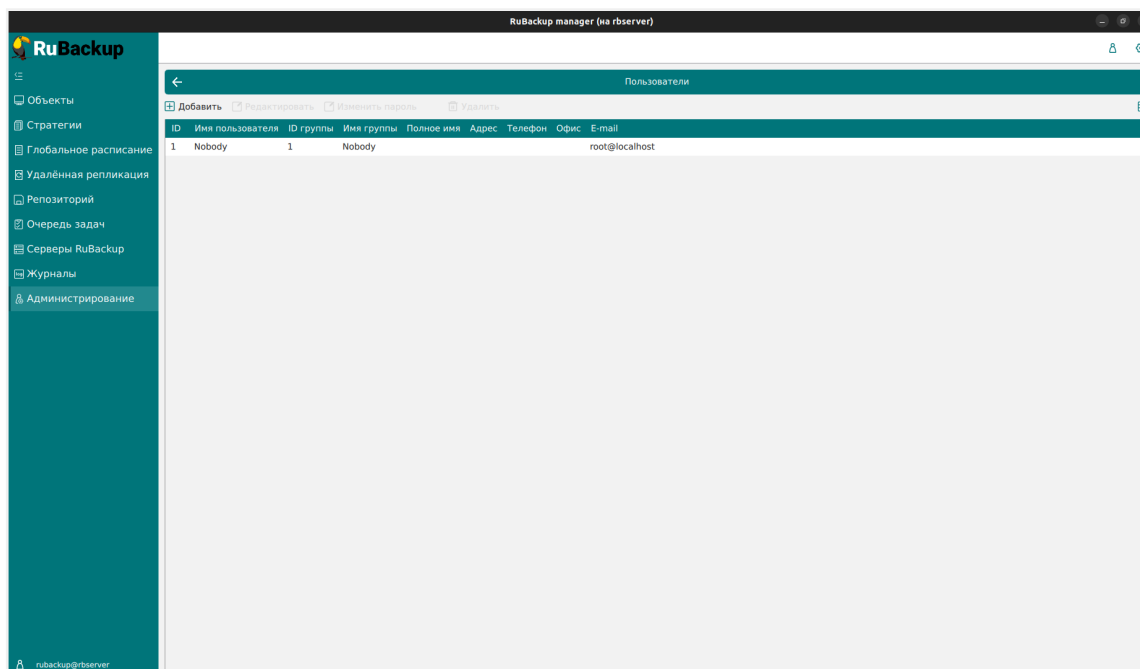 RuBackup manager (на rbserver)
RuBackup
Объекты
Стратегии
Глобальное расписание
Удалённая репликация
Репозиторий
Очередь задач
Серверы RuBackup
Журналы
Администрирование
rubackup@rbserver
Пользователи
Добавить Редактировать Изменить пароль Удалить
ID Имя пользователя ID группы Имя группы Полное имя Адрес Телефон Офис E-mail
1 Nobody 1 Nobody root@localhost